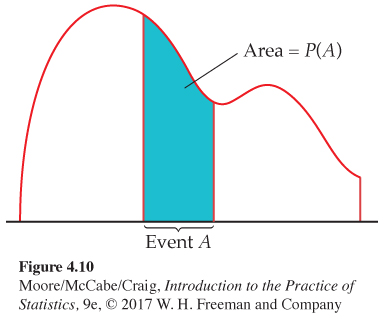 Area = P(A)
Event A
Figure 4.10
Moore/McCabe/Craig, Introduction to the Practice of
Statistics, 9e, © 2017 W. H. Freeman and Company